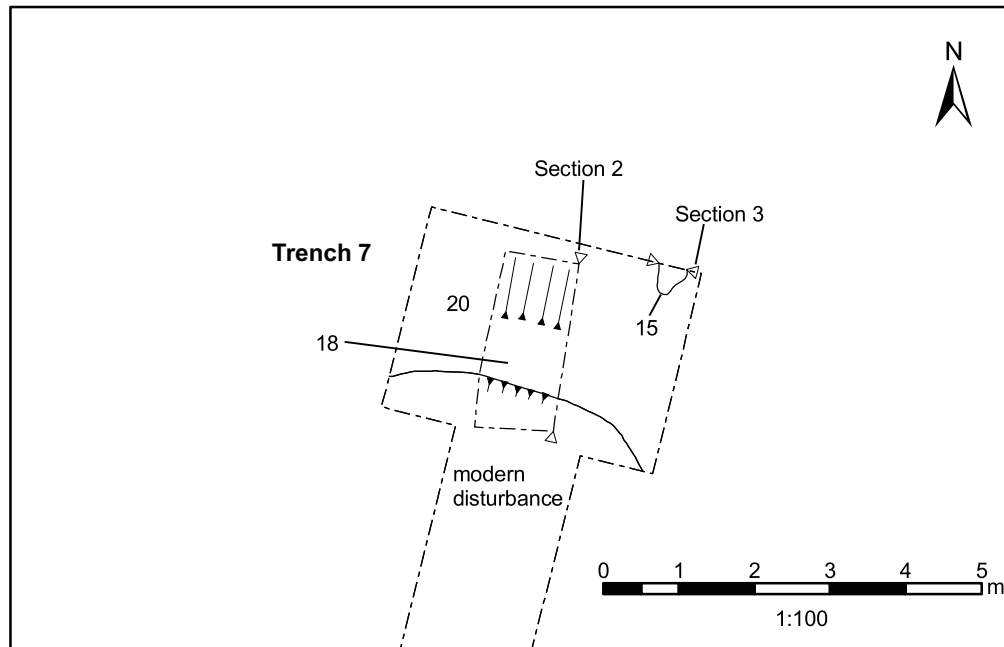 N
Section 2
Section 3
Trench 7
20
15
18
modern
disturbance
0 1 2 3 4 5
m
1:100